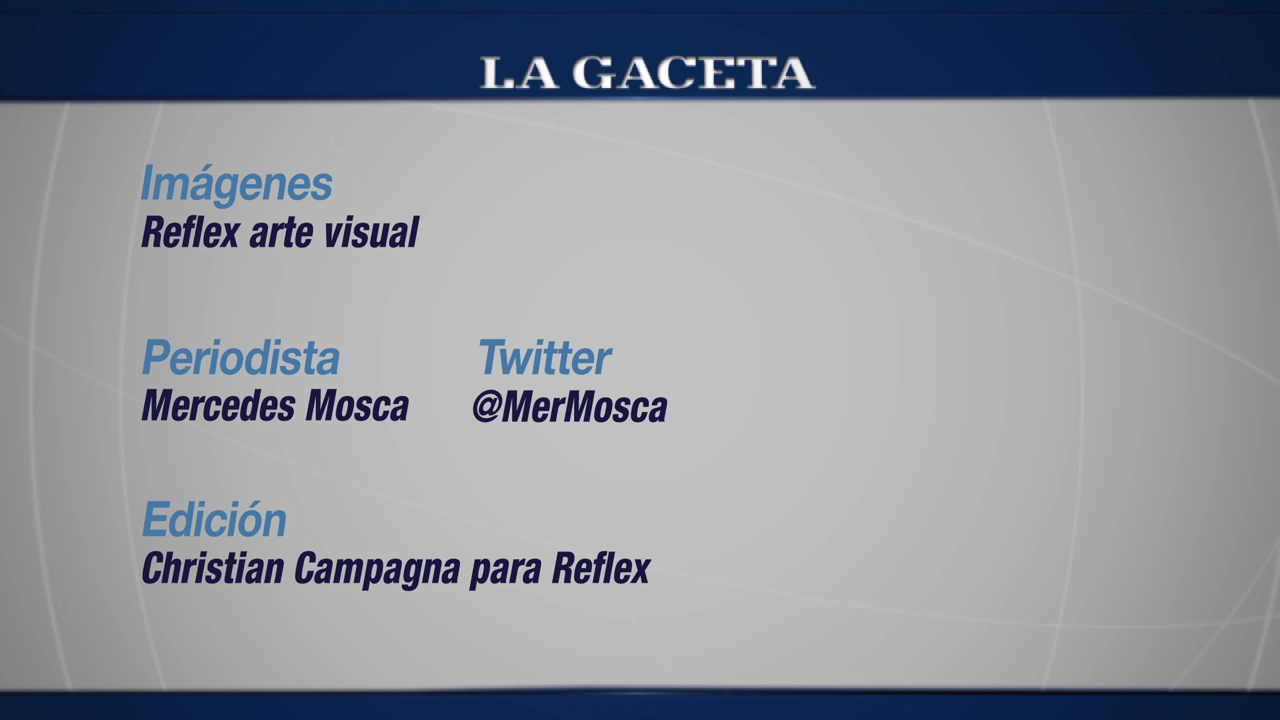 LA GACETA
Imágenes
Reflex arte visual
Periodista
Mercedes Mosca
Twitter
@MerMosca
Edición
Christian Campagna para Reflex